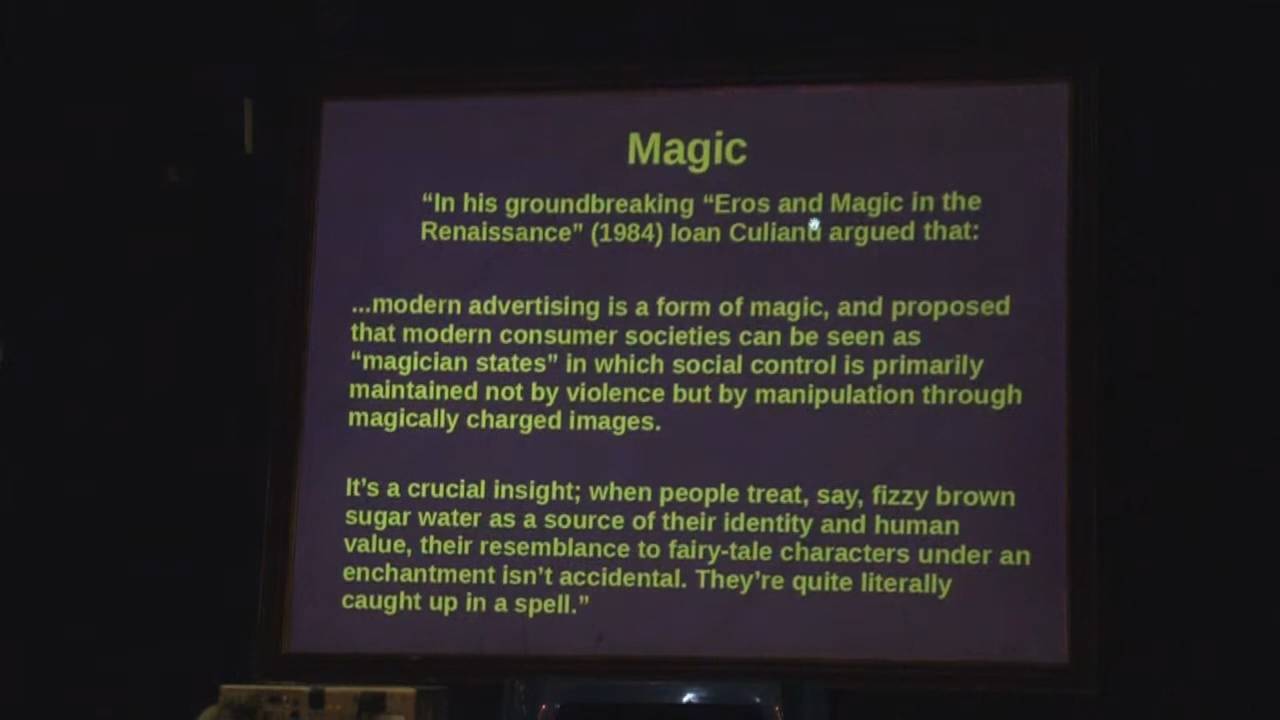 Magic
“In his groundbreaking “Eros and Magic in the
Renaissance” (1984) Ioan Culianu argued that:
...modern advertising is a form of magic, and proposed
that modern consumer societies can be seen as
“magician states” in which social control is primarily
maintained not by violence but by manipulation through
magically charged images.
It’s a crucial insight; when people treat, say, fizzy brown
sugar water as a source of their identity and human
value, their resemblance to fairy-tale characters under an
enchantment isn’t accidental. They’re quite literally
caught up in a spell.”